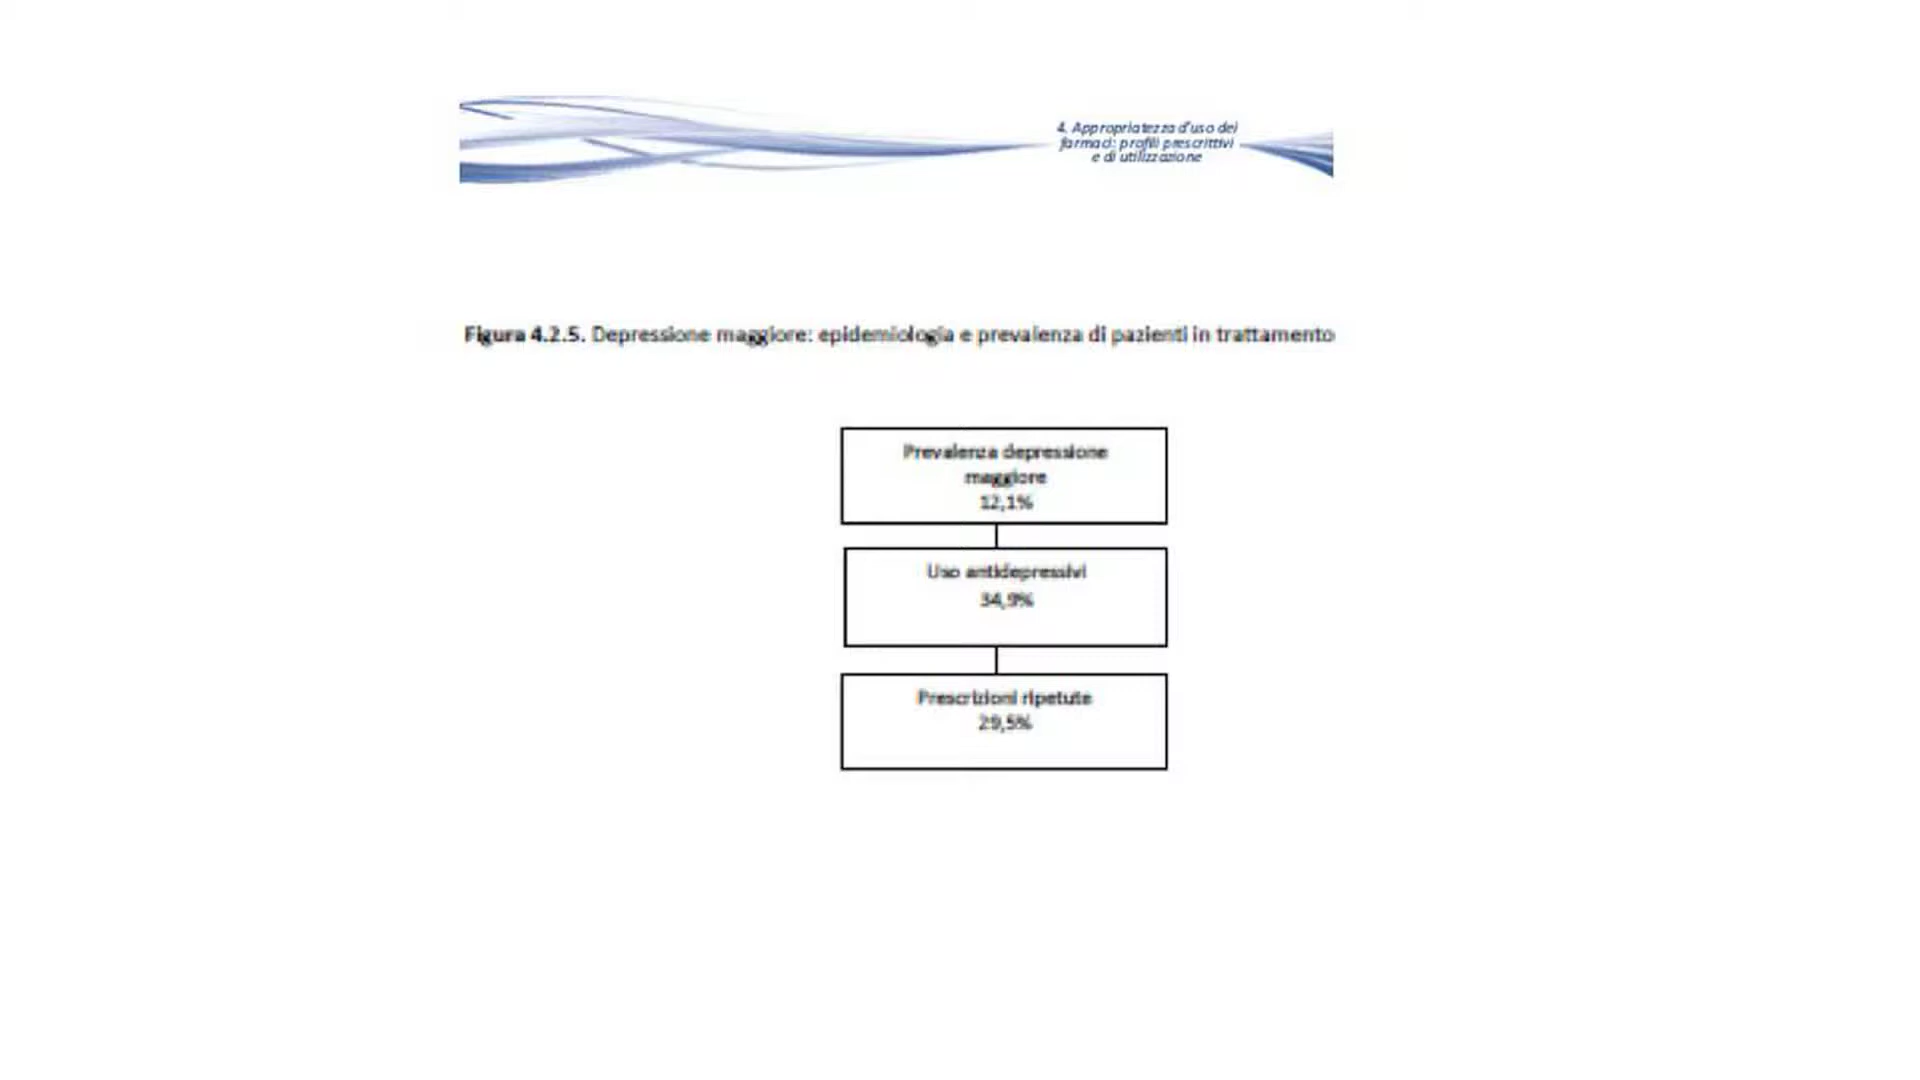 4. Appropriatezza d'uso dei
farmaci: profili prescrittivi
e di utilizzazione
Figura 4.2.5. Depressione maggiore: epidemiologia e prevalenza di pazienti in trattamento
Prevalenza depressione
maggiore
12,1%
Uso antidepressivi
34,9%
Prescrizioni ripetute
29,5%